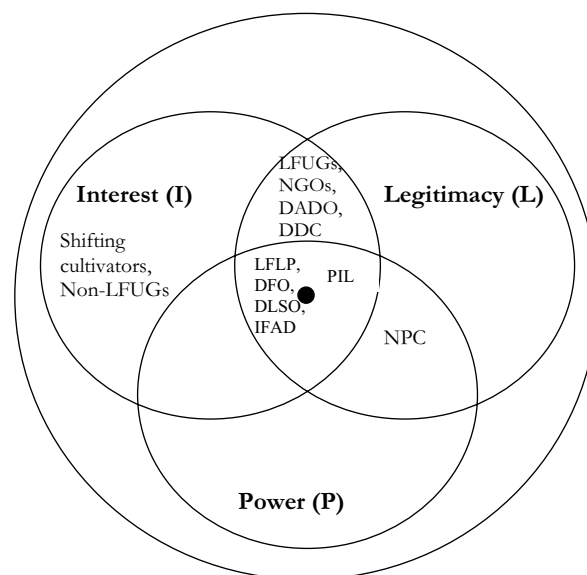 LFUGs,
NGOs,
DADO,
DDC
Interest (I)
Legitimacy (L)
Shifting
cultivators,
Non-LFUGs
LFLP,
DFO,
DLSO,
IFAD
PIL
NPC
Power (P)